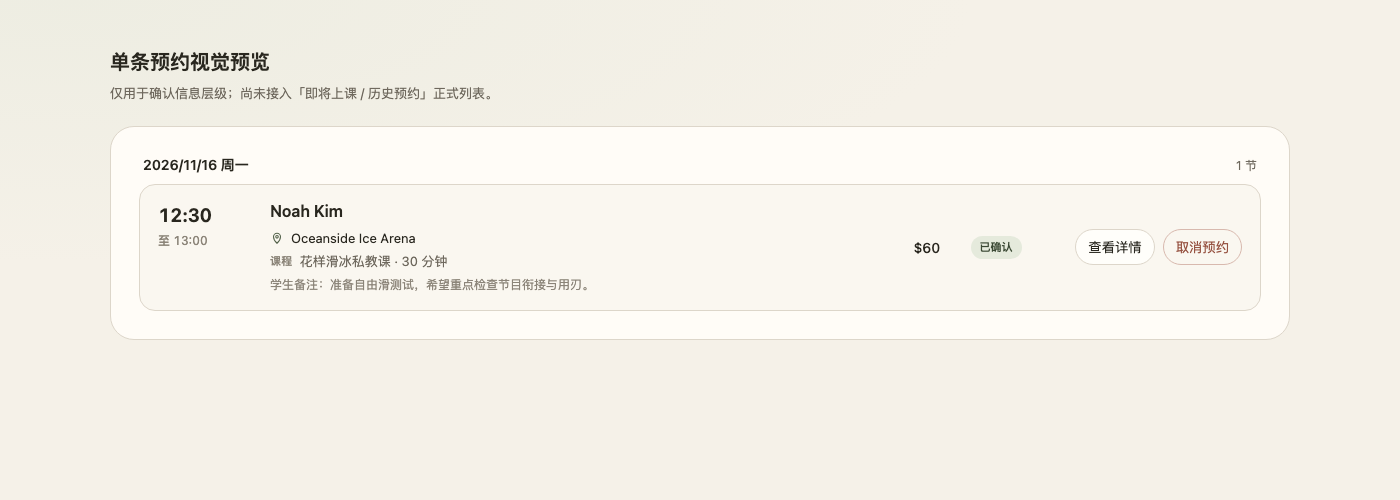 单条预约视觉预览
仅用于确认信息层级；尚未接入「即将上课 / 历史预约」正式列表。
2026/11/16 周一
1 节
12:30
至 13:00
Noah Kim
Oceanside Ice Arena
课程 花样滑冰私教课 · 30 分钟
学生备注：准备自由滑测试，希望重点检查节目衔接与用刃。
$60
已确认
查看详情
取消预约